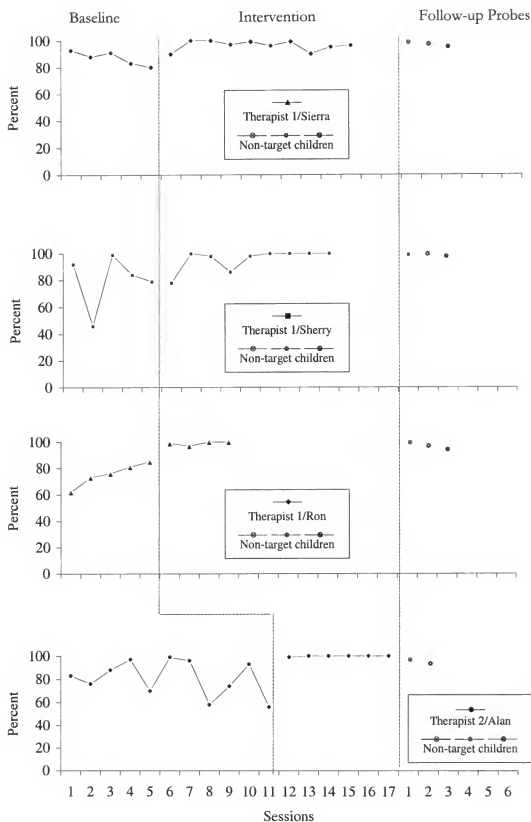 Baseline Intervention Follow-up Probes
100
80
60
40
20
0
Percent
Therapist 1/Sierra
Non-target children
100
80
60
40
20
0
Percent
Therapist 1/Sherry
Non-target children
100
80
60
40
20
0
Percent
Therapist 1/Ron
Non-target children
100
80
60
40
20
0
Percent
Therapist 2/Alan
Non-target children
1 2 3 4 5 6 7 8 9 10 11 12 13 14 15 16 17 1 2 3 4 5 6
Sessions